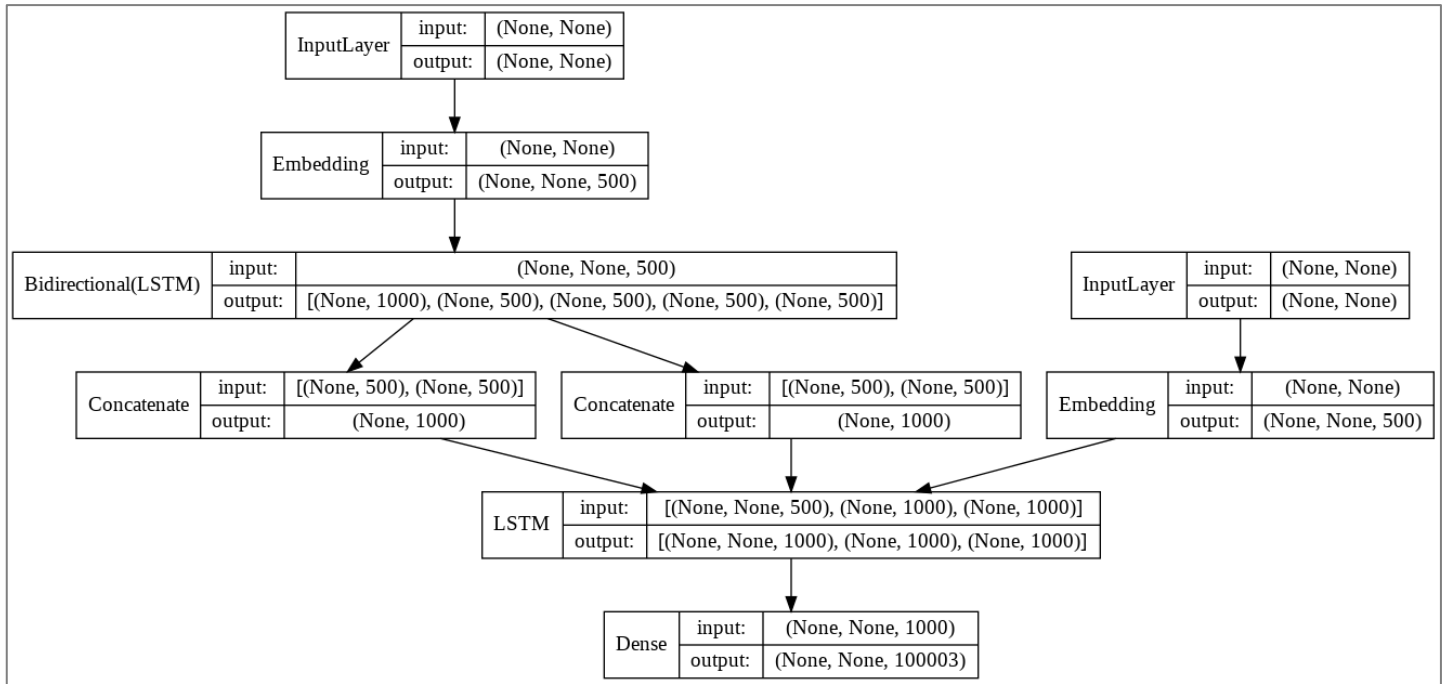 InputLayer
input: (None, None)
output: (None, None)
Embedding
input: (None, None)
output: (None, None, 500)
Bidirectional(LSTM)
input: (None, None, 500)
output: [(None, 1000), (None, 500), (None, 500), (None, 500), (None, 500)]
InputLayer
input: (None, None)
output: (None, None)
Concatenate
input: [(None, 500), (None, 500)]
output: (None, 1000)
Concatenate
input: [(None, 500), (None, 500)]
output: (None, 1000)
Embedding
input: (None, None)
output: (None, None, 500)
LSTM
input: [(None, None, 500), (None, 1000), (None, 1000)]
output: [(None, None, 1000), (None, 1000), (None, 1000)]
Dense
input: (None, None, 1000)
output: (None, None, 100003)